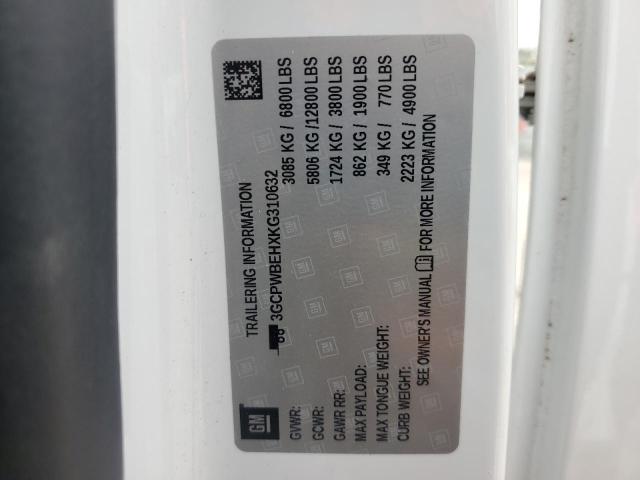 TRAILERING INFORMATION
3GCPWBEHXKG310632
GVWR: 3085 KG / 6800 LBS
GCWR: 5806 KG /12800 LBS
GAWR RR: 1724 KG / 3800 LBS
MAX PAYLOAD: 862 KG / 1900 LBS
MAX TONGUE WEIGHT: 349 KG / 770 LBS
CURB WEIGHT: 2223 KG / 4900 LBS
SEE OWNER'S MANUAL FOR MORE INFORMATION
GM